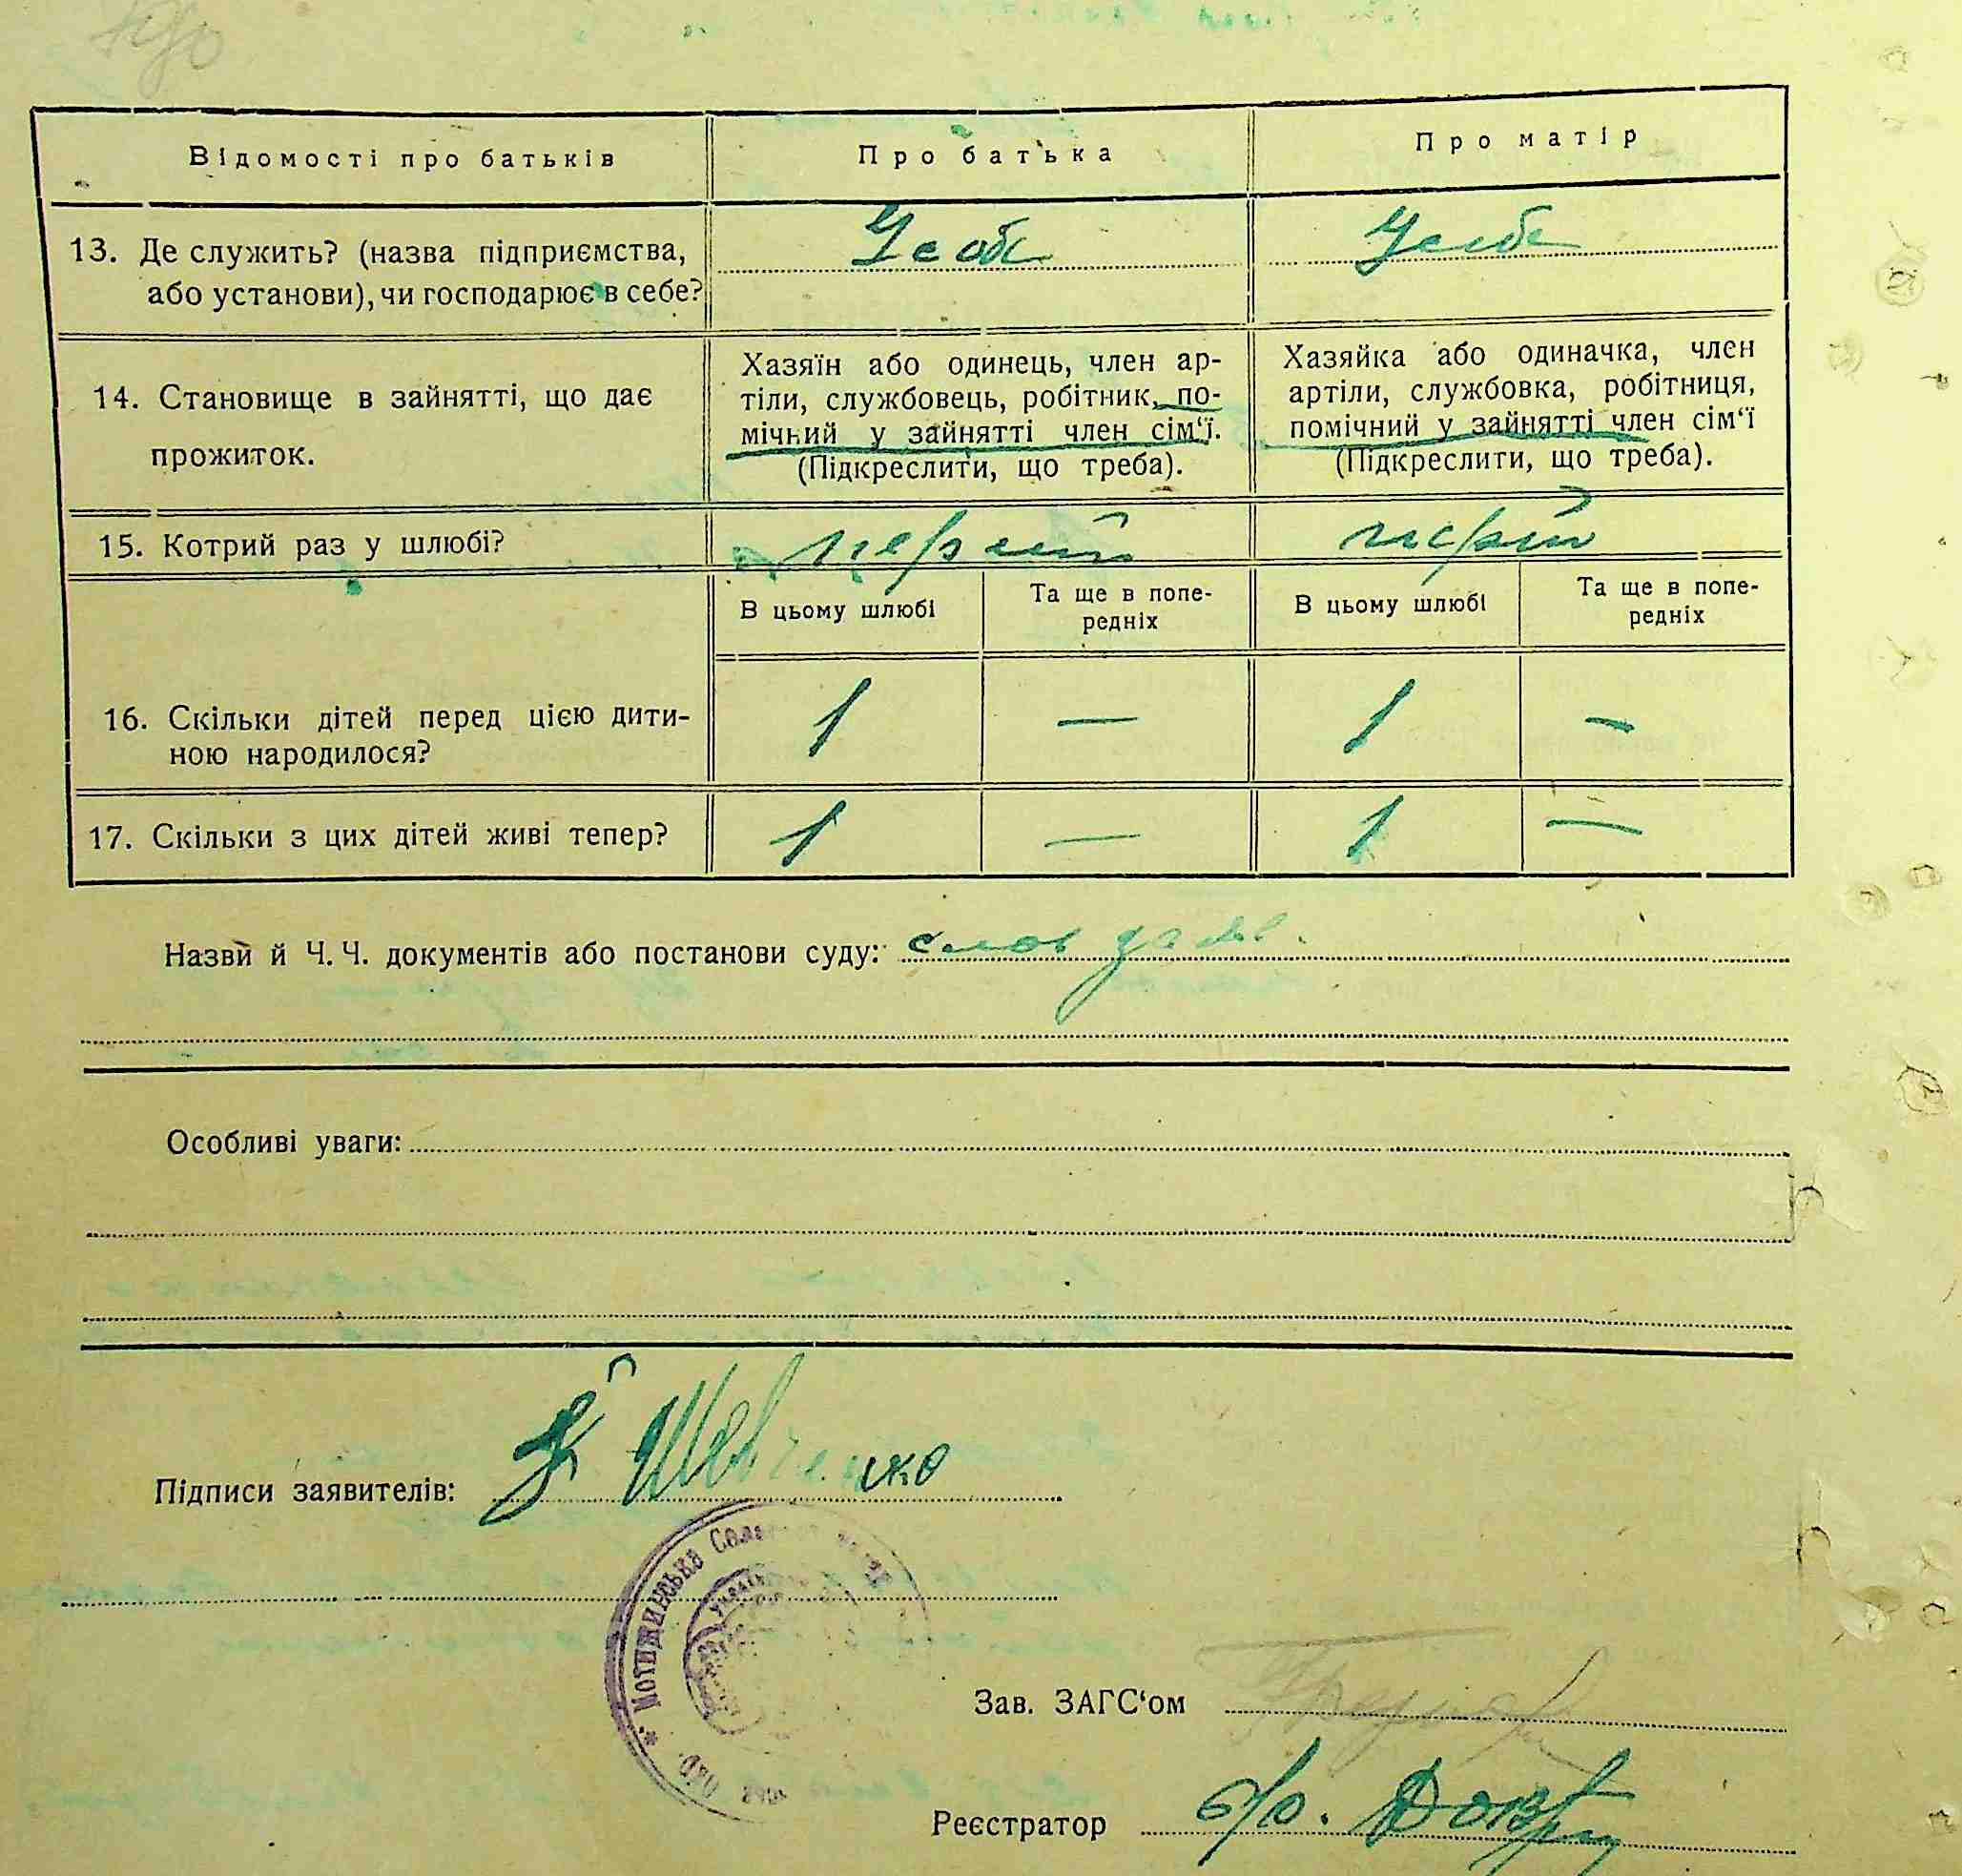 Відомості про батьків
Про батька
Про матір
13. Де служить? (назва підприємства,
або установи), чи господарює в себе?
У себе
У себе
14. Становище в зайнятті, що дає
прожиток.
Хазяїн або одинець, член ар-
тіли, службовець, робітник, по-
мічний у зайнятті член сім‘ї.
(Підкреслити, що треба).
Хазяйка або одиначка, член
артіли, службовка, робітниця,
помічний у зайнятті член сім‘ї
(Підкреслити, що треба).
15. Котрий раз у шлюбі?
перший
перший
В цьому шлюбі
Та ще в попе-
редніх
В цьому шлюбі
Та ще в попе-
редніх
16. Скільки дітей перед цією дити-
ною народилося?
1 — 1 —
17. Скільки з цих дітей живі тепер?
1 — 1 —
Назви й Ч. Ч. документів або постанови суду:
Особливі уваги:
Підписи заявителів: Шевченко
Зав. ЗАГС‘ом
Реєстратор